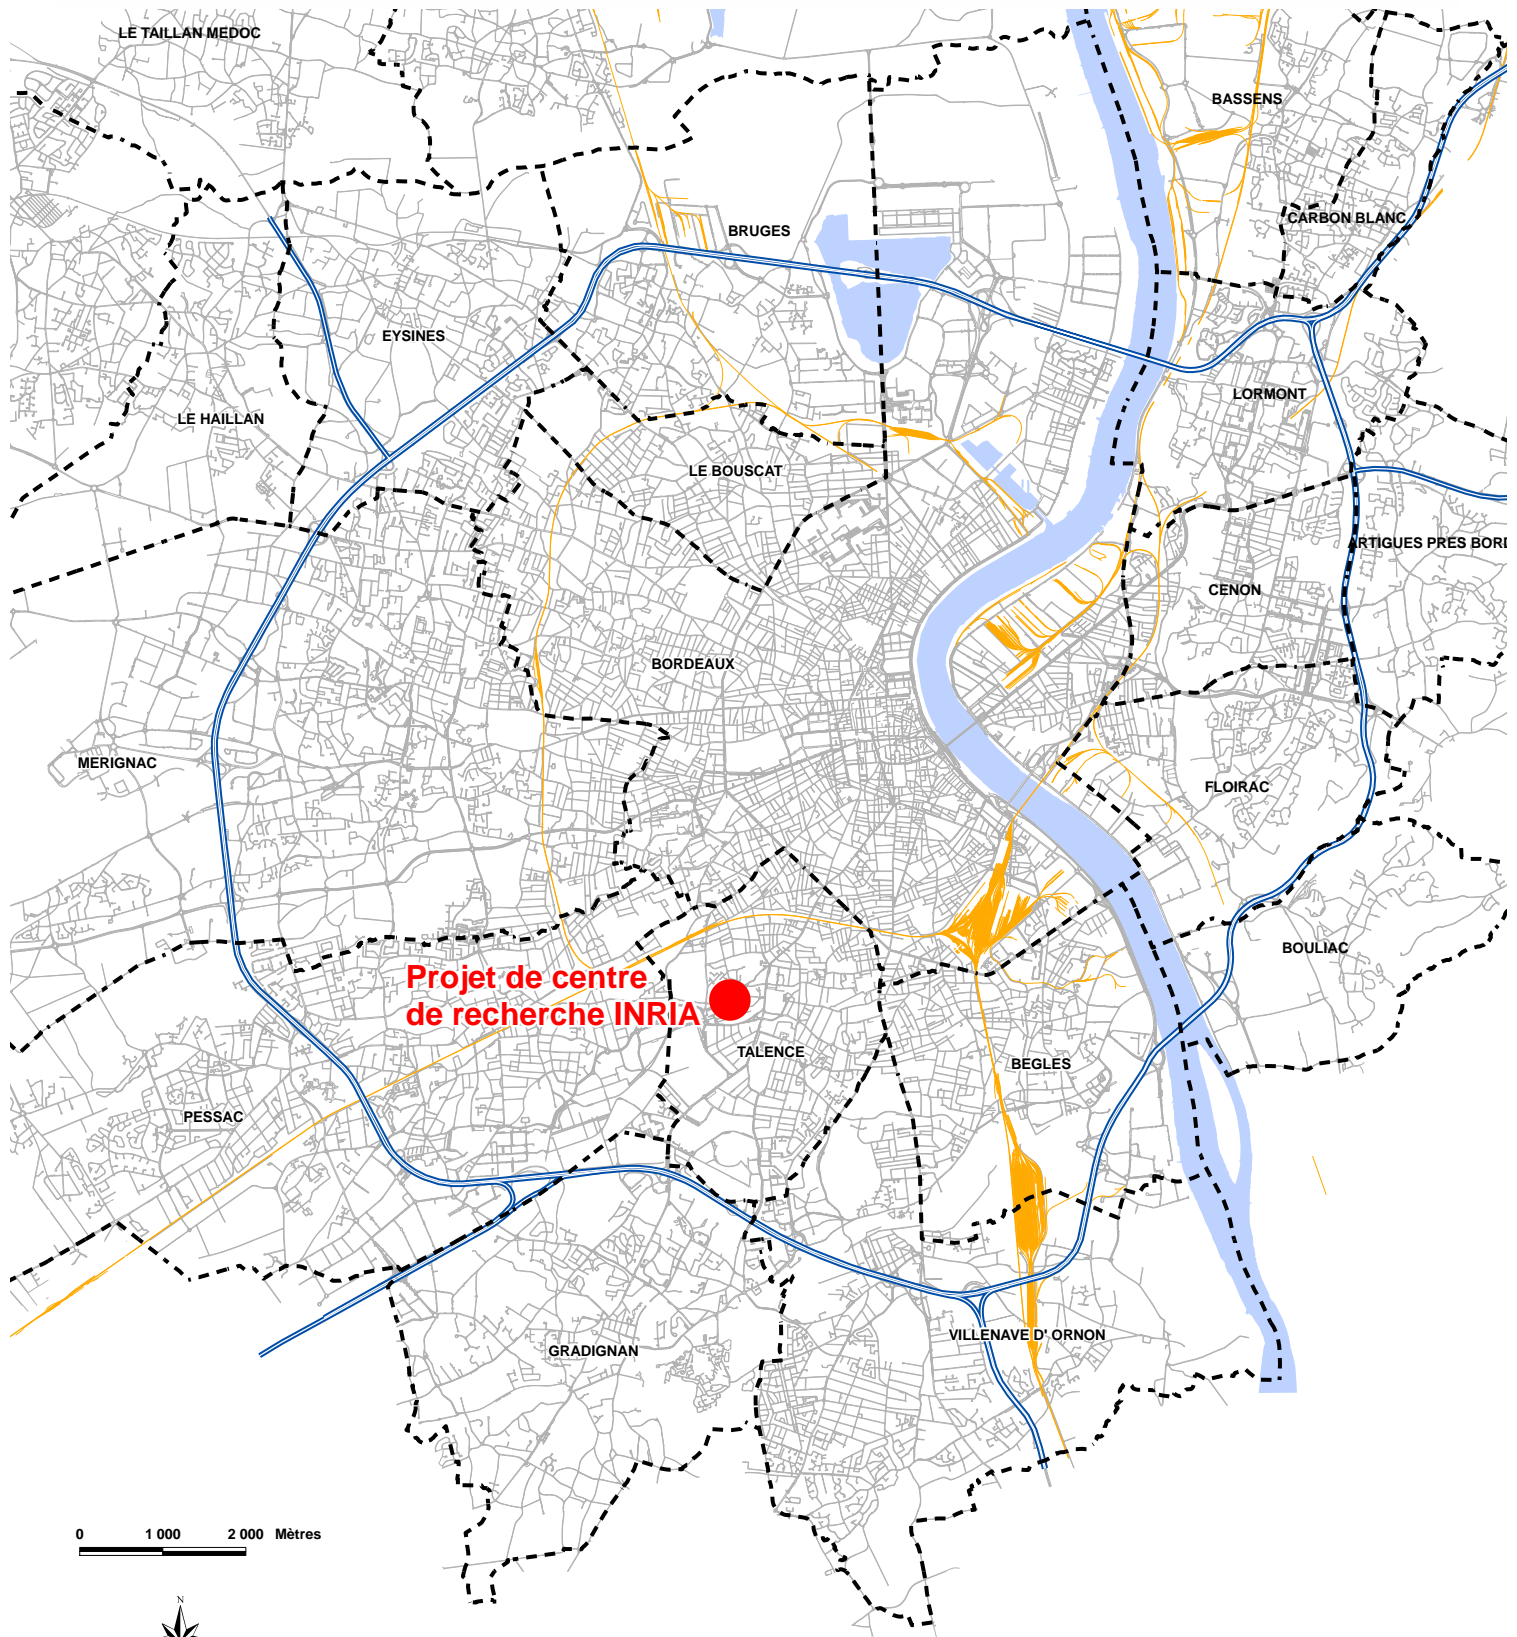 LE TAILLAN MEDOC
BASSENS
CARBON BLANC
BRUGES
EYSINES
LORMONT
LE HAILLAN
LE BOUSCAT
ARTIGUES PRES BORD
CENON
BORDEAUX
MERIGNAC
FLOIRAC
BOULIAC
Projet de centre
de recherche INRIA
TALENCE
BEGLES
PESSAC
VILLENAVE D' ORNON
GRADIGNAN
0 1 000 2 000 Mètres
N